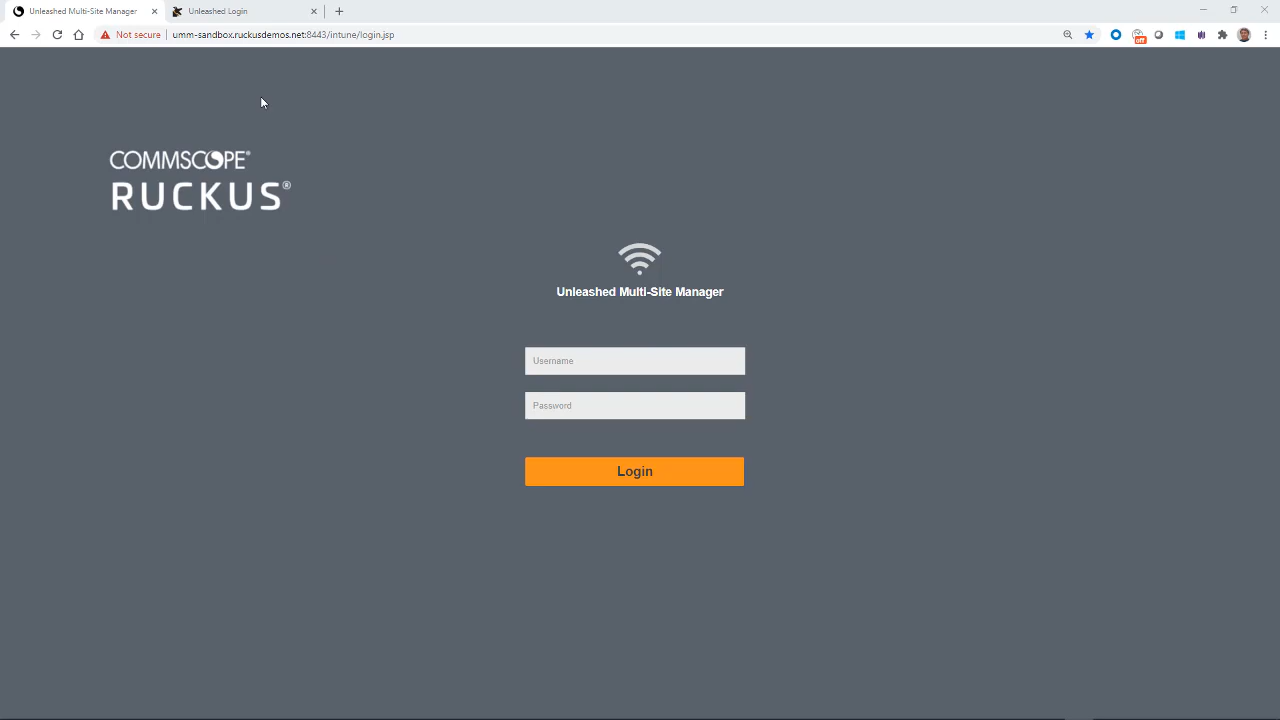 Unleashed Multi-Site Manager
Unleashed Login
Not secure
umm-sandbox.ruckusdemos.net:8443/intune/login.jsp
off
COMMSCOPE®
RUCKUS®
Unleashed Multi-Site Manager
Username
Password
Login